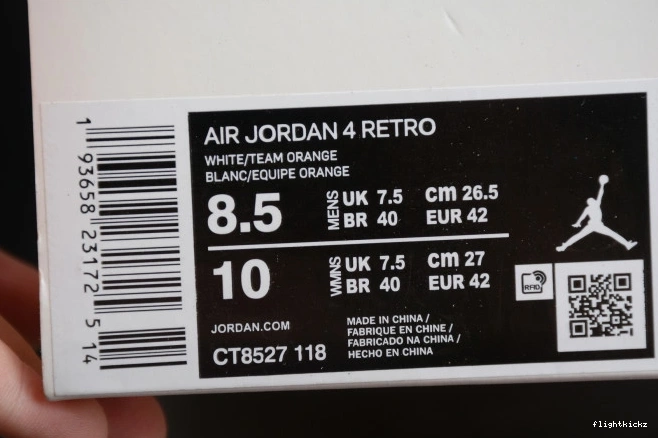 AIR JORDAN 4 RETRO
WHITE/TEAM ORANGE
BLANC/EQUIPE ORANGE
8.5 MENS UK 7.5 cm 26.5
BR 40 EUR 42
10 WMNS UK 7.5 cm 27
BR 40 EUR 42
RFID
JORDAN.COM
CT8527 118
MADE IN CHINA /
FABRIQUE EN CHINE /
FABRICADO NA CHINA /
HECHO EN CHINA
1 93658 23172 5 14
flightkickz